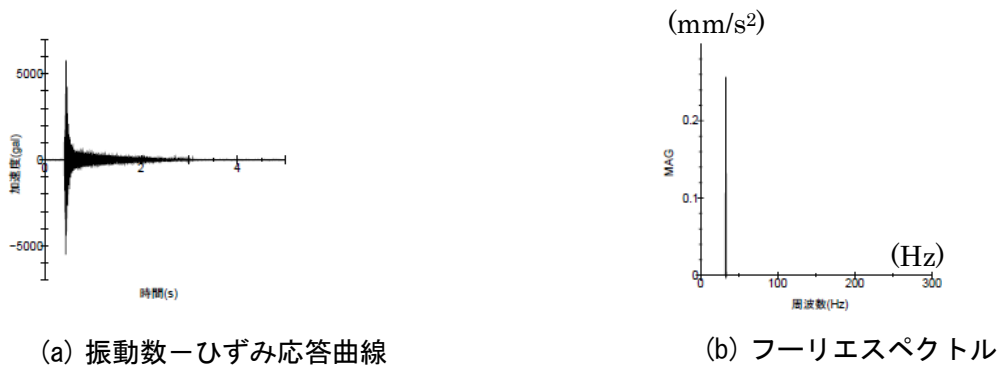 5000
0
-5000
0
2
4
加速度(gal)
時間(s)
(a) 振動数－ひずみ応答曲線
(mm/s²)
0.2
0.1
0
MAG
(Hz)
0
100
200
300
周波数(Hz)
(b) フーリエスペクトル